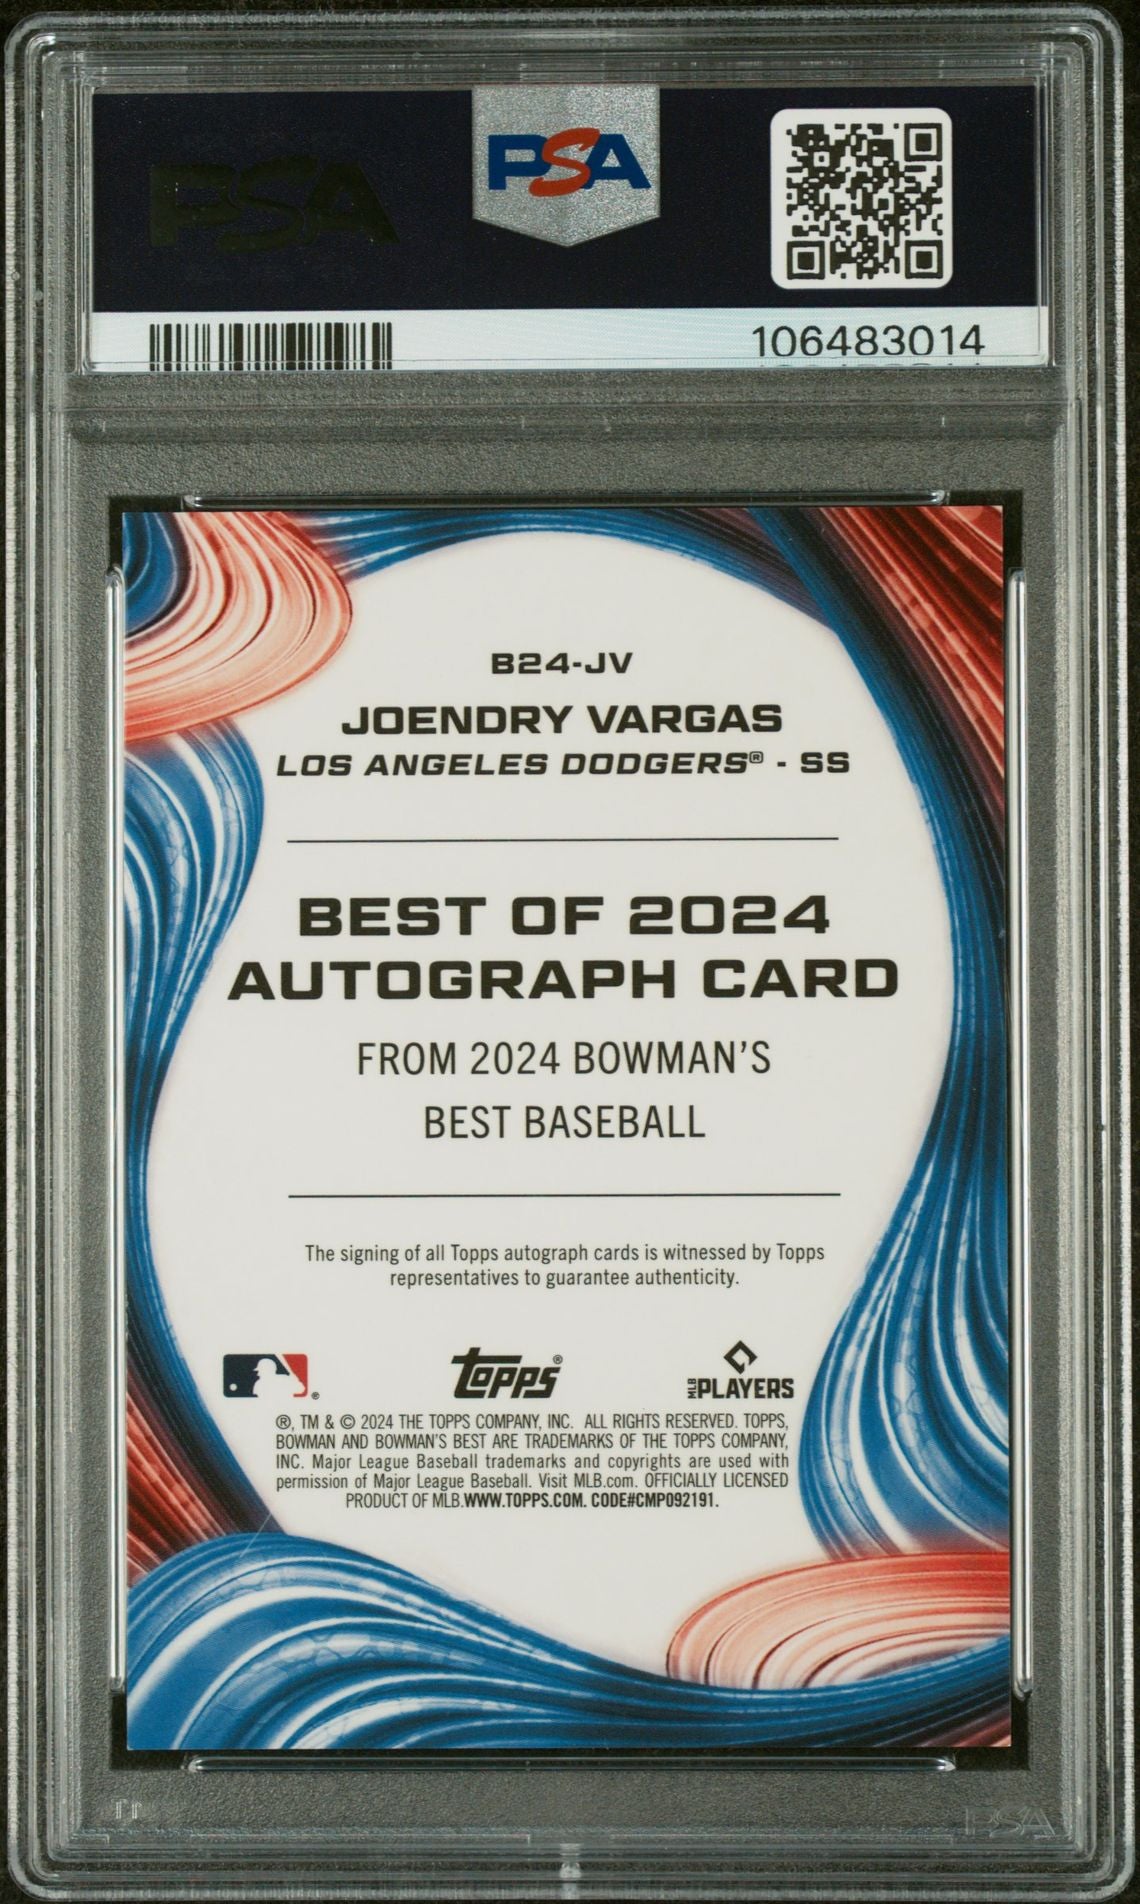 PSA
PSA
106483014
B24-JV
JOENDRY VARGAS
LOS ANGELES DODGERS® - SS
BEST OF 2024
AUTOGRAPH CARD
FROM 2024 BOWMAN'S
BEST BASEBALL
The signing of all Topps autograph cards is witnessed by Topps
representatives to guarantee authenticity.
® Topps® MLB PLAYERS
®, TM & © 2024 THE TOPPS COMPANY, INC. ALL RIGHTS RESERVED. TOPPS,
BOWMAN AND BOWMAN'S BEST ARE TRADEMARKS OF THE TOPPS COMPANY,
INC. Major League Baseball trademarks and copyrights are used with
permission of Major League Baseball. Visit MLB.com. OFFICIALLY LICENSED
PRODUCT OF MLB.WWW.TOPPS.COM. CODE#CMP092191.
PSA